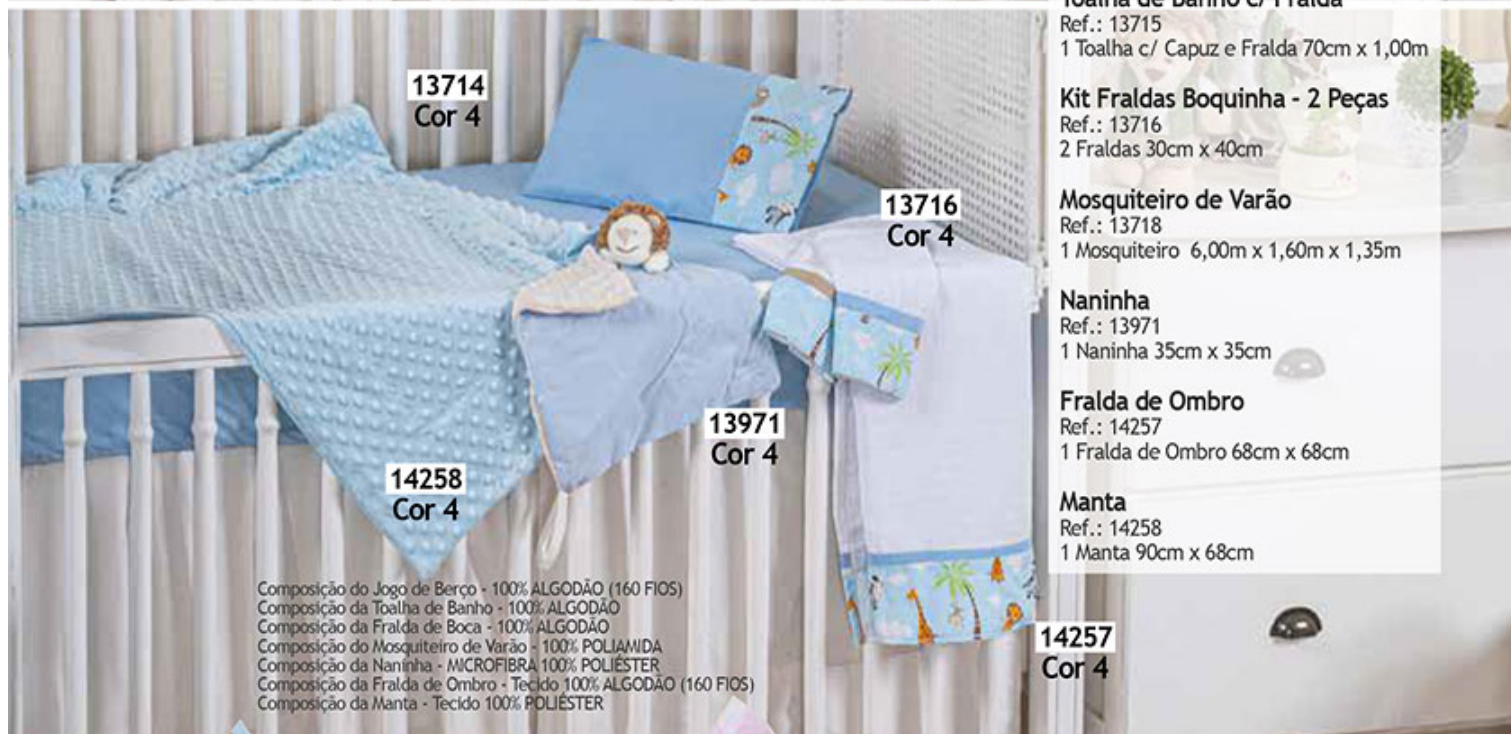 Toalha de Banho c/ Fralda
Ref.: 13715
1 Toalha c/ Capuz e Fralda 70cm x 1,00m
Kit Fraldas Boquinha - 2 Peças
Ref.: 13716
2 Fraldas 30cm x 40cm
Mosquiteiro de Varão
Ref.: 13718
1 Mosquiteiro 6,00m x 1,60m x 1,35m
Naninha
Ref.: 13971
1 Naninha 35cm x 35cm
Fralda de Ombro
Ref.: 14257
1 Fralda de Ombro 68cm x 68cm
Manta
Ref.: 14258
1 Manta 90cm x 68cm
13714
Cor 4
13716
Cor 4
13971
Cor 4
14258
Cor 4
14257
Cor 4
Composição do Jogo de Berço - 100% ALGODÃO (160 FIOS)
Composição da Toalha de Banho - 100% ALGODÃO
Composição da Fralda de Boca - 100% ALGODÃO
Composição do Mosquiteiro de Varão - 100% POLIAMIDA
Composição da Naninha - MICROFIBRA 100% POLIÉSTER
Composição da Fralda de Ombro - Tecido 100% ALGODÃO (160 FIOS)
Composição da Manta - Tecido 100% POLIÉSTER